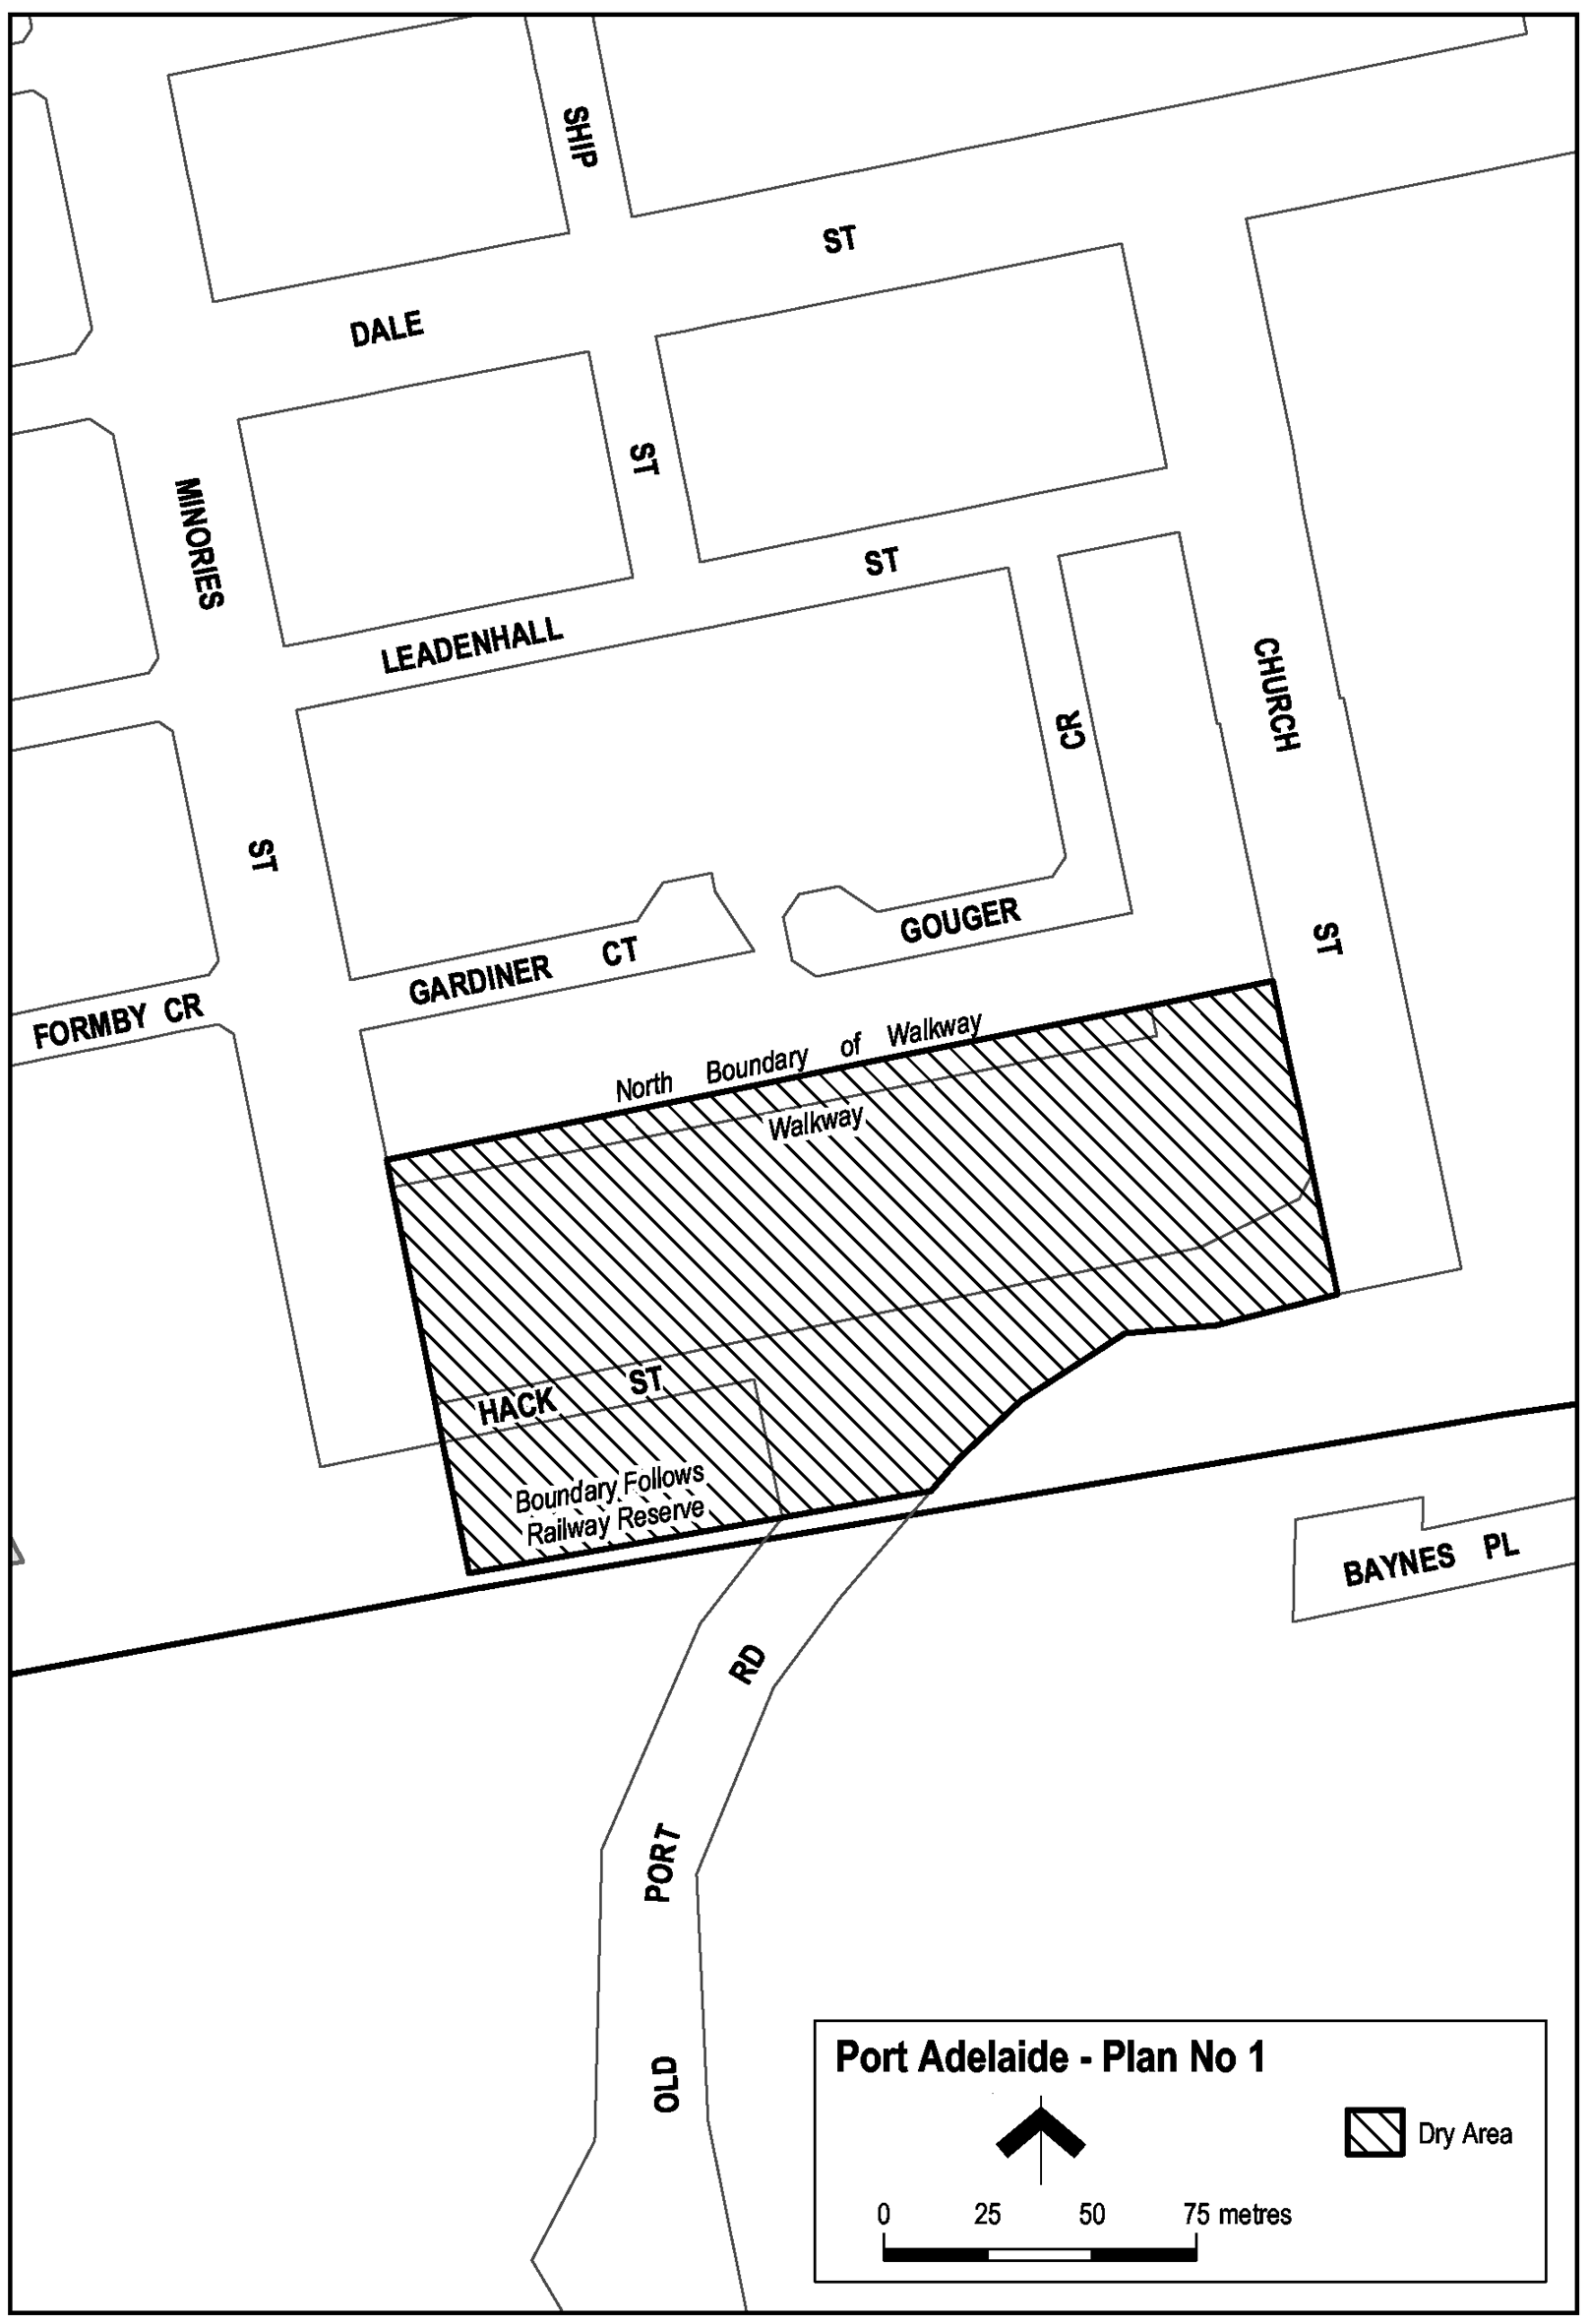 SHIP
ST
DALE
ST
MINORIES
ST
LEADENHALL
CHURCH
CR
ST
GOUGER
ST
GARDINER CT
FORMBY CR
North Boundary of Walkway
Walkway
HACK ST
Boundary Follows
Railway Reserve
BAYNES PL
RD
PORT
OLD
Port Adelaide - Plan No 1
Dry Area
0 25 50 75 metres